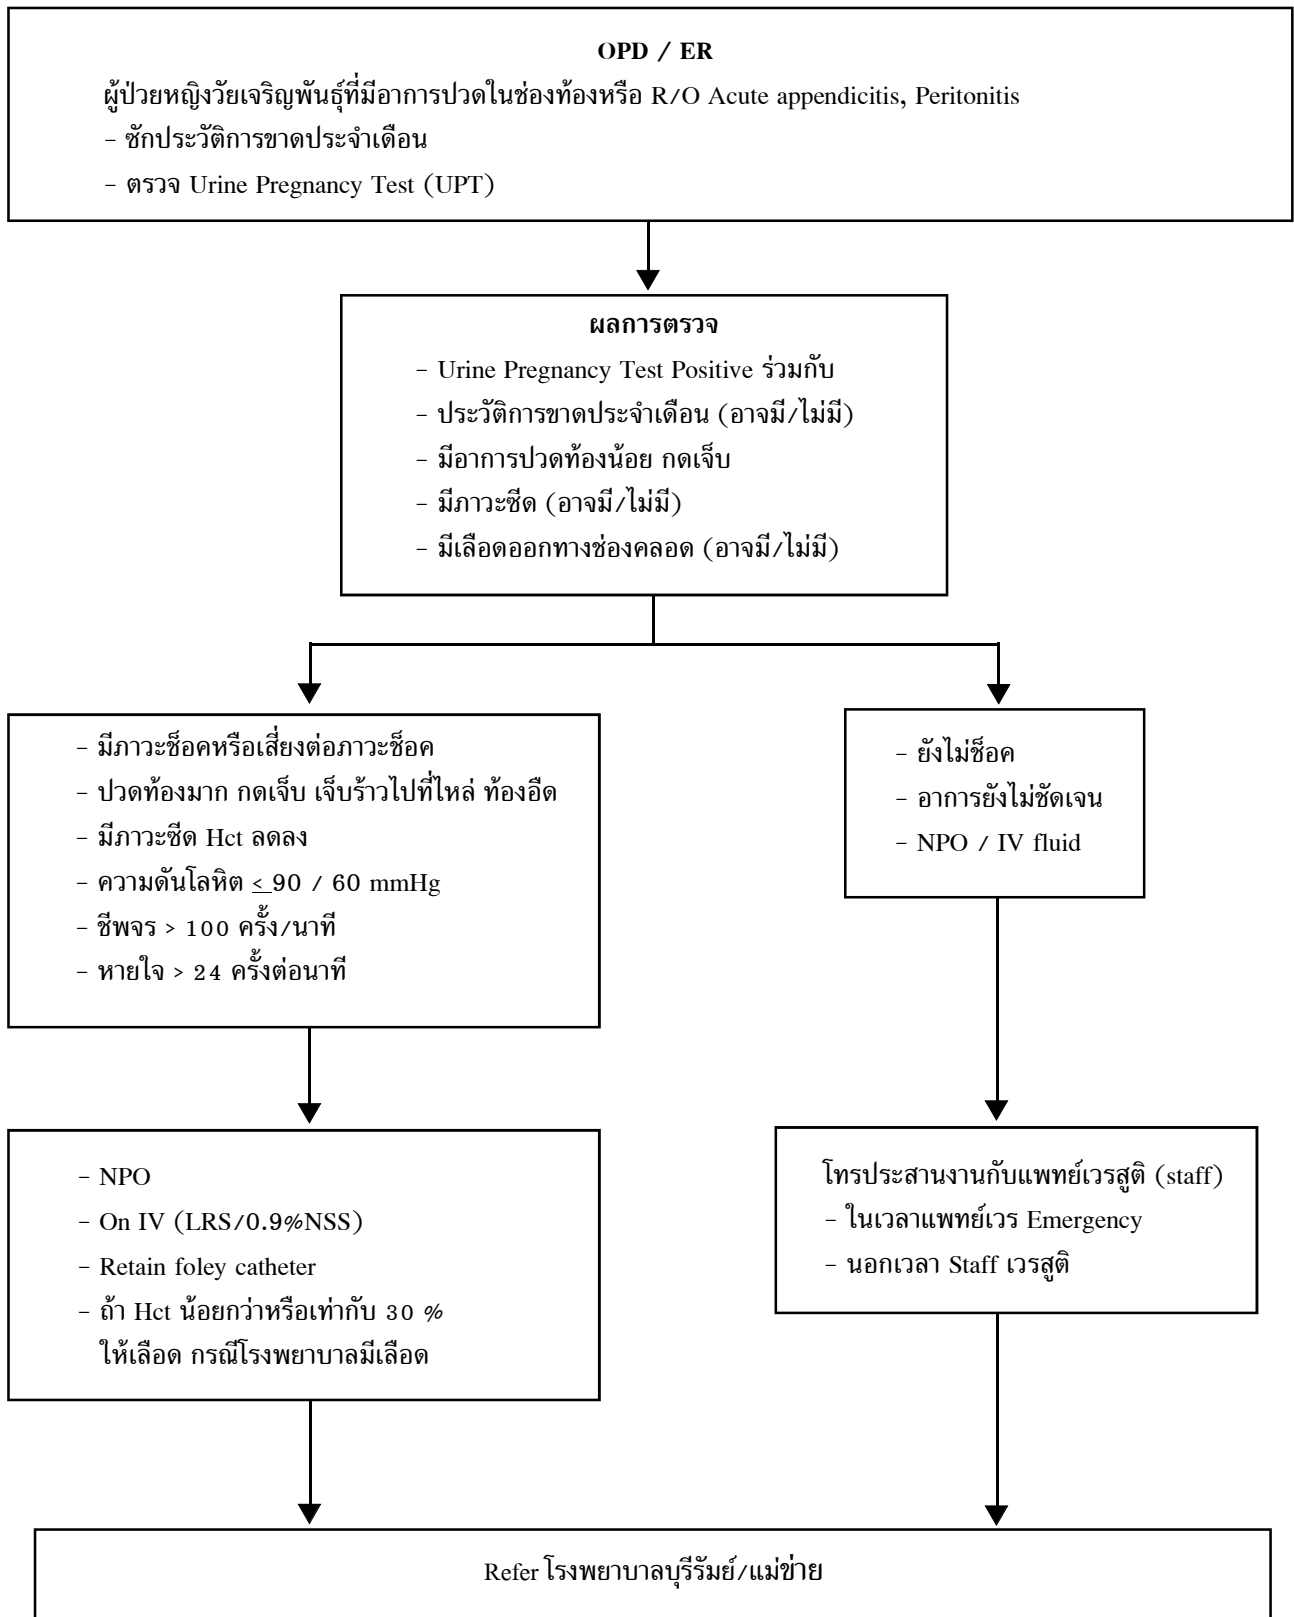 OPD / ER
ผู้ป่วยหญิงวัยเจริญพันธุ์ที่มีอาการปวดในช่องท้องหรือ R/O Acute appendicitis, Peritonitis
- ซักประวัติการขาดประจำเดือน
- ตรวจ Urine Pregnancy Test (UPT)
ผลการตรวจ
- Urine Pregnancy Test Positive ร่วมกับ
- ประวัติการขาดประจำเดือน (อาจมี/ไม่มี)
- มีอาการปวดท้องน้อย กดเจ็บ
- มีภาวะซีด (อาจมี/ไม่มี)
- มีเลือดออกทางช่องคลอด (อาจมี/ไม่มี)
- มีภาวะช็อคหรือเสี่ยงต่อภาวะช็อค
- ปวดท้องมาก กดเจ็บ เจ็บร้าวไปที่ไหล่ ท้องอืด
- มีภาวะซีด Hct ลดลง
- ความดันโลหิต ≤ 90 / 60 mmHg
- ชีพจร > 100 ครั้ง/นาที
- หายใจ > 24 ครั้งต่อนาที
- ยังไม่ช็อค
- อาการยังไม่ชัดเจน
- NPO / IV fluid
- NPO
- On IV (LRS/0.9%NSS)
- Retain foley catheter
- ถ้า Hct น้อยกว่าหรือเท่ากับ 30 %
ให้เลือด กรณีโรงพยาบาลมีเลือด
โทรประสานงานกับแพทย์เวรสูติ (staff)
- ในเวลาแพทย์เวร Emergency
- นอกเวลา Staff เวรสูติ
Refer โรงพยาบาลบุรีรัมย์/แม่ข่าย